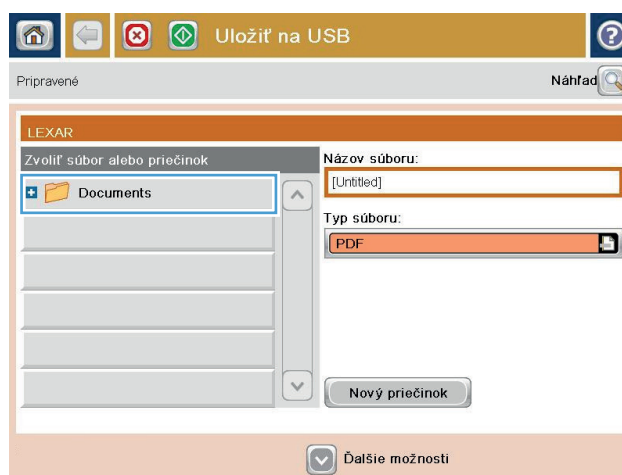 Uložiť na USB
Pripravené
Náhľad
LEXAR
Zvoliť súbor alebo priečinok
Documents
Názov súboru:
[Untitled]
Typ súboru:
PDF
Nový priečinok
Ďalšie možnosti